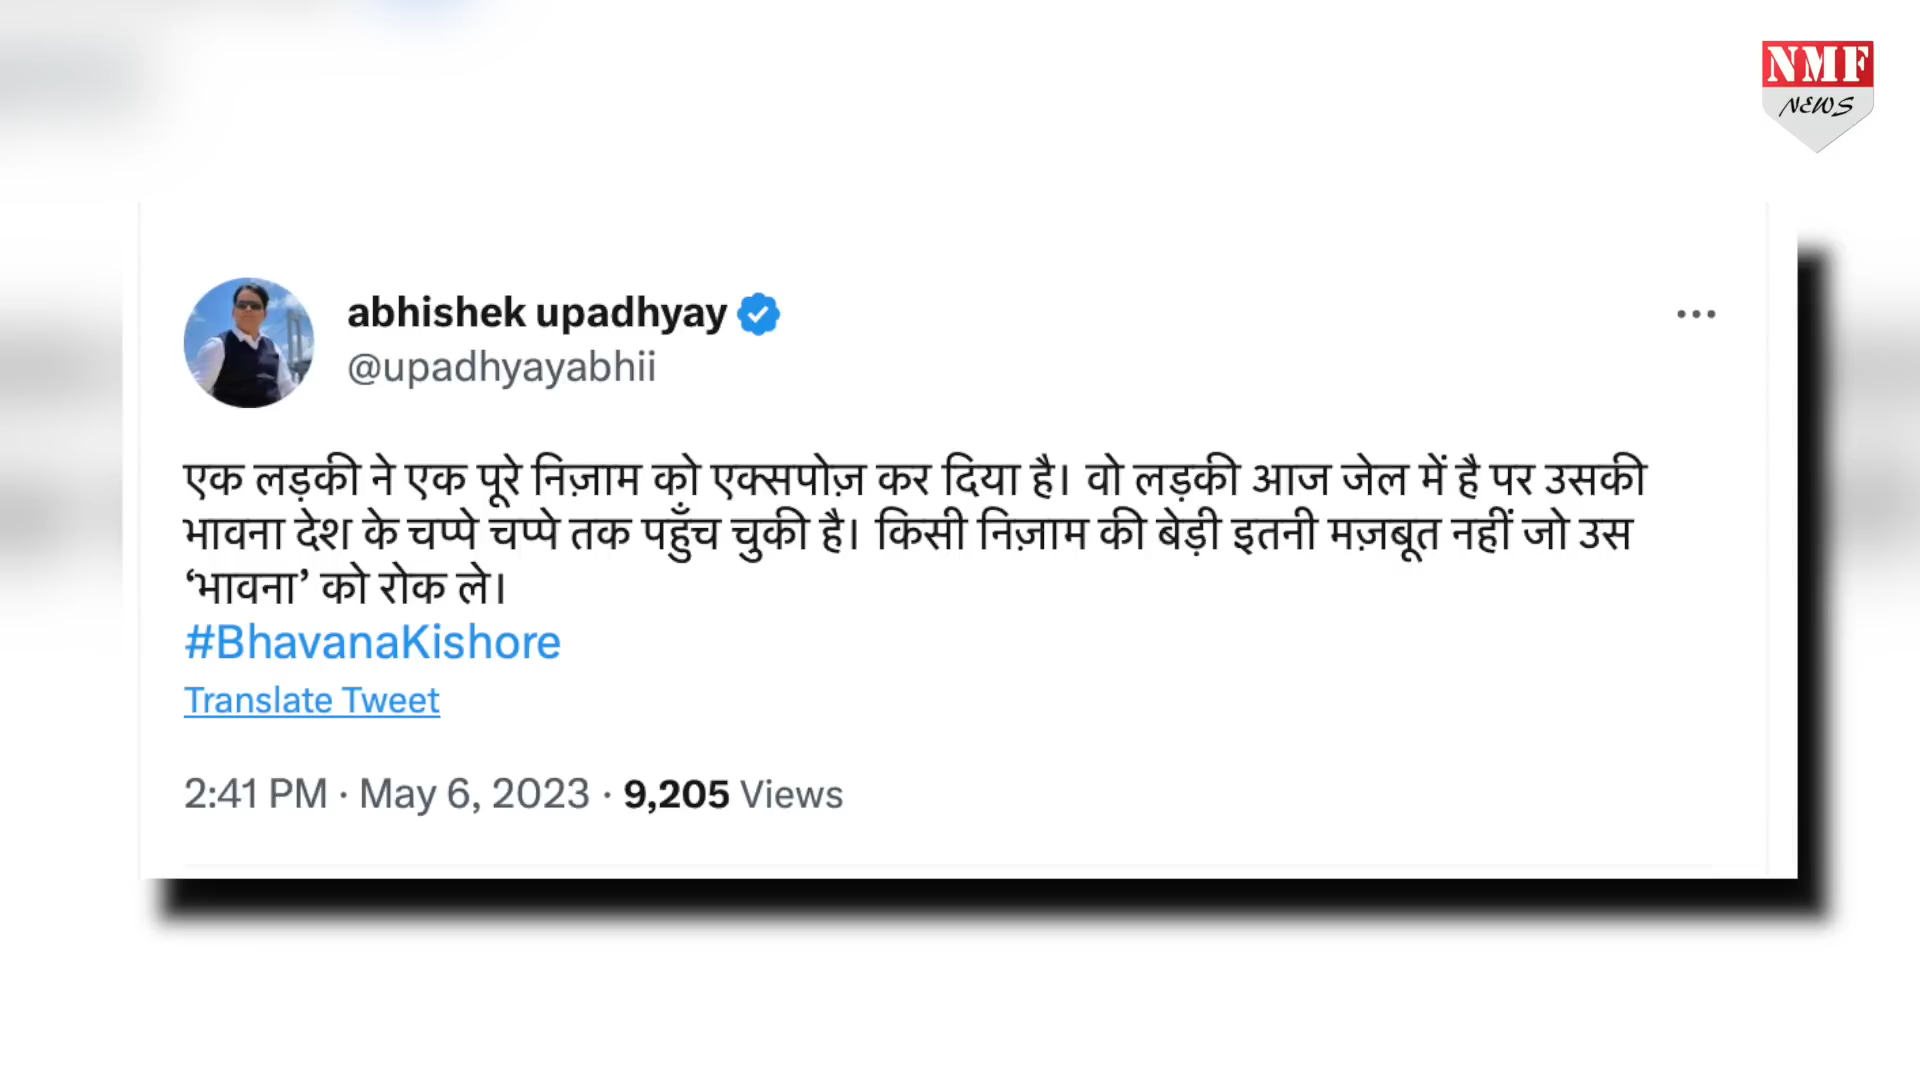 NMF
NEWS
abhishek upadhyay
@upadhyayabhii
एक लड़की ने एक पूरे निज़ाम को एक्सपोज़ कर दिया है। वो लड़की आज जेल में है पर उसकी
भावना देश के चप्पे चप्पे तक पहुँच चुकी है। किसी निज़ाम की बेड़ी इतनी मज़बूत नहीं जो उस
‘भावना’ को रोक ले।
#BhavanaKishore
Translate Tweet
2:41 PM · May 6, 2023 · 9,205 Views